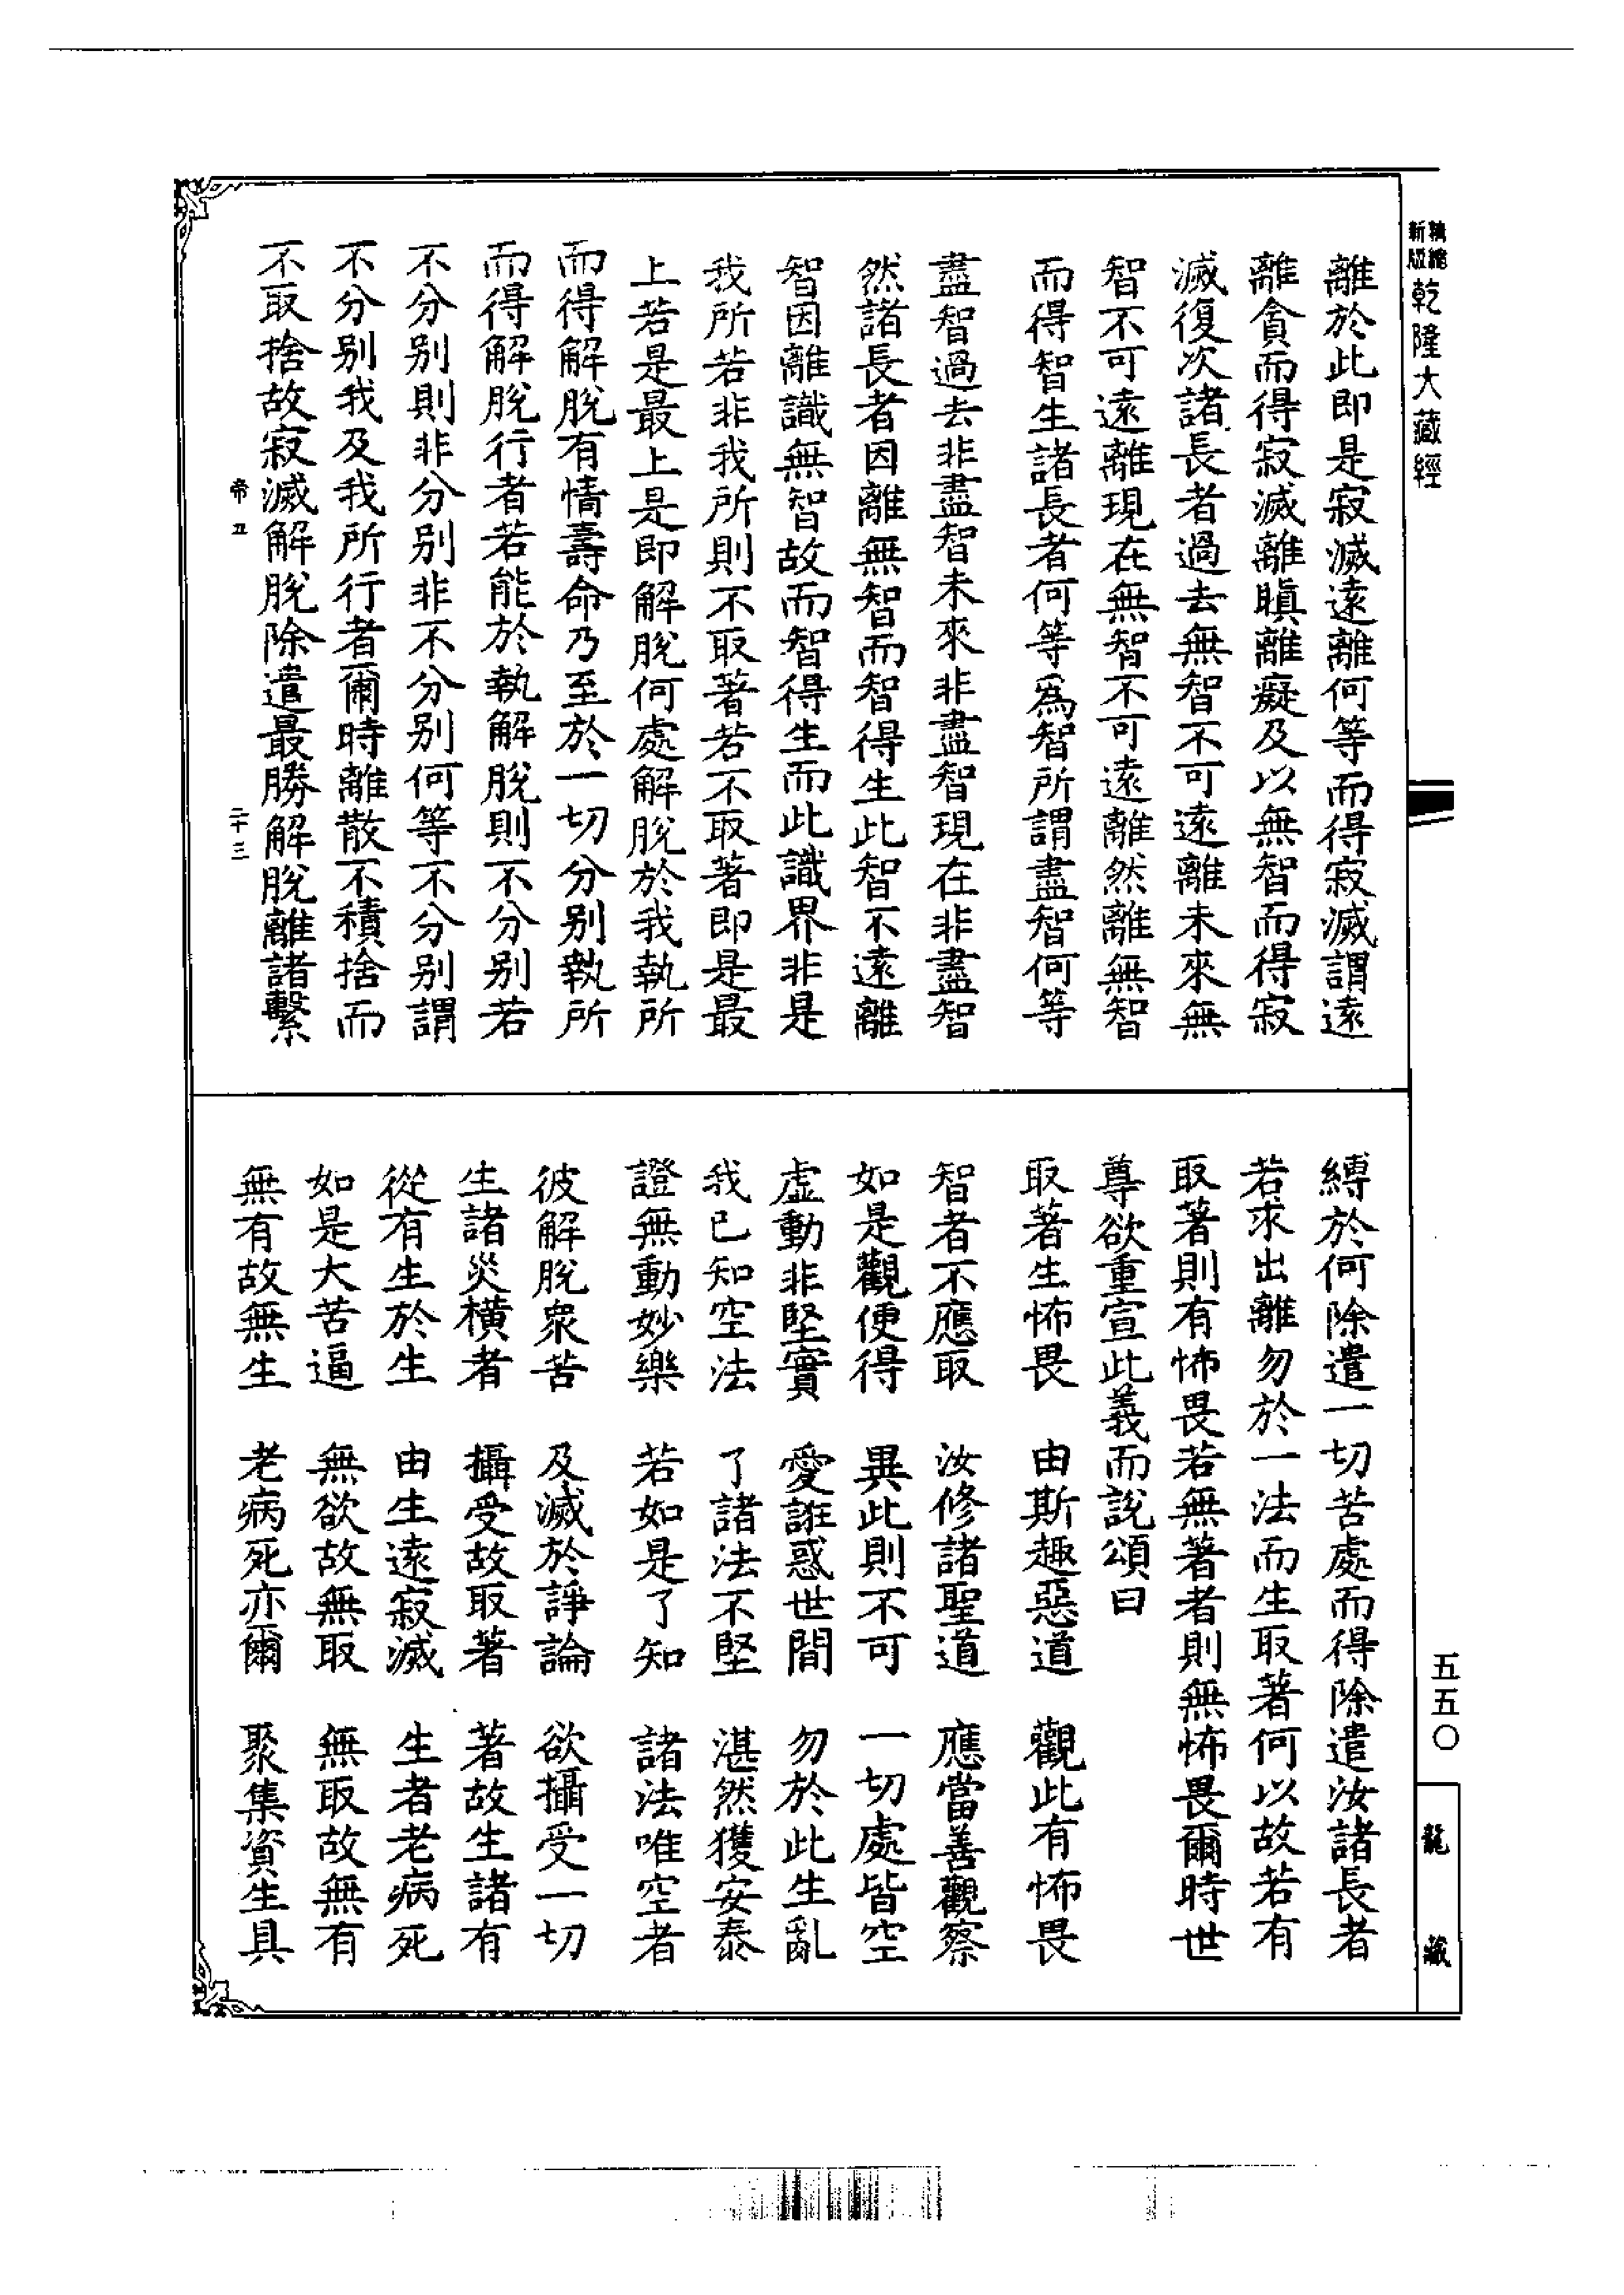 新版精縮
乾隆大藏經
離於此即是寂滅遠離何等而得寂滅謂遠
離貪而得寂滅離瞋離癡及以無智而得寂
滅復次諸長者過去無智不可遠離未來無
智不可遠離現在無智不可遠離然離無智
而得智生諸長者何等為智所謂盡智何等
盡智過去非盡智未來非盡智現在非盡智
然諸長者因離無智而智得生此智不遠離
智因離識無智故而智得生而此識界非是
我所若非我所則不取著若不取著即是最
上若是最上是即解脫何處解脫於我執所
而得解脫有情壽命乃至於一切分別執所
而得解脫行者若能於執解脫則不分別若
不分別則非分別非不分別何等不分別謂
不分別我及我所行者爾時離散不積捨而
不取捨故寂滅解脫除遣最勝解脫離諸繫
帝五 二十三
縛於何除遣一切苦處而得除遣汝諸長者
若求出離勿於一法而生取著何以故若有
取著則有怖畏若無著者則無怖畏爾時世
尊欲重宣此義而說頌曰
取著生怖畏 由斯趣惡道 觀此有怖畏
智者不應取 汝修諸聖道 應當善觀察
如是觀便得 異此則不可 一切處皆空
虛動非堅實 愛誑惑世間 勿於此生亂
我已知空法 了諸法不堅 湛然獲安泰
證無動妙樂 若如是了知 諸法唯空者
彼解脫眾苦 及滅於諍論 欲攝受一切
生諸災橫者 攝受故取著 著故生諸有
從有生於生 由生遠寂滅 生者老病死
如是大苦逼 無欲故無取 無取故無有
無有故無生 老病死亦爾 聚集資生具
五五〇
龍藏